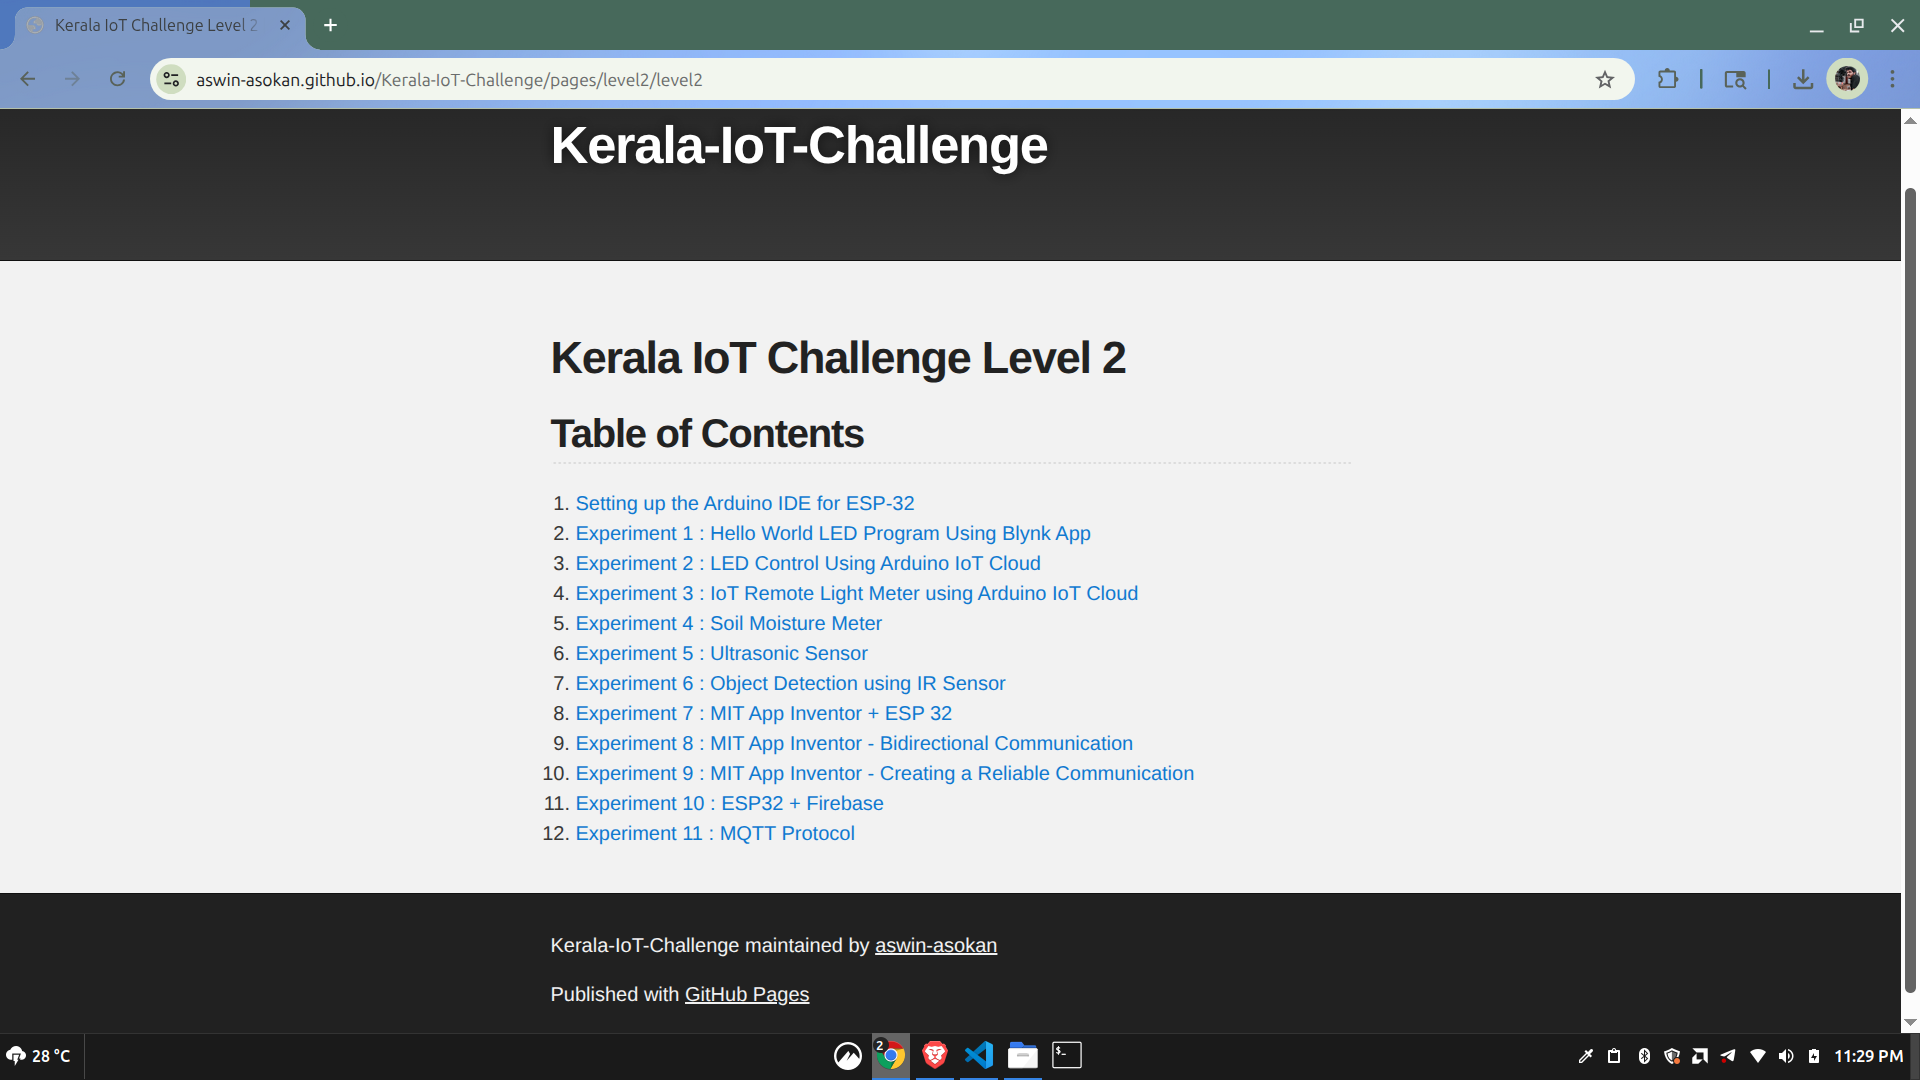 Kerala IoT Challenge Level 2
aswin-asokan.github.io/Kerala-IoT-Challenge/pages/level2/level2
Kerala-IoT-Challenge
Kerala IoT Challenge Level 2
Table of Contents
1. Setting up the Arduino IDE for ESP-32
2. Experiment 1 : Hello World LED Program Using Blynk App
3. Experiment 2 : LED Control Using Arduino IoT Cloud
4. Experiment 3 : IoT Remote Light Meter using Arduino IoT Cloud
5. Experiment 4 : Soil Moisture Meter
6. Experiment 5 : Ultrasonic Sensor
7. Experiment 6 : Object Detection using IR Sensor
8. Experiment 7 : MIT App Inventor + ESP 32
9. Experiment 8 : MIT App Inventor - Bidirectional Communication
10. Experiment 9 : MIT App Inventor - Creating a Reliable Communication
11. Experiment 10 : ESP32 + Firebase
12. Experiment 11 : MQTT Protocol
Kerala-IoT-Challenge maintained by aswin-asokan
Published with GitHub Pages
28 °C
2
$-
11:29 PM